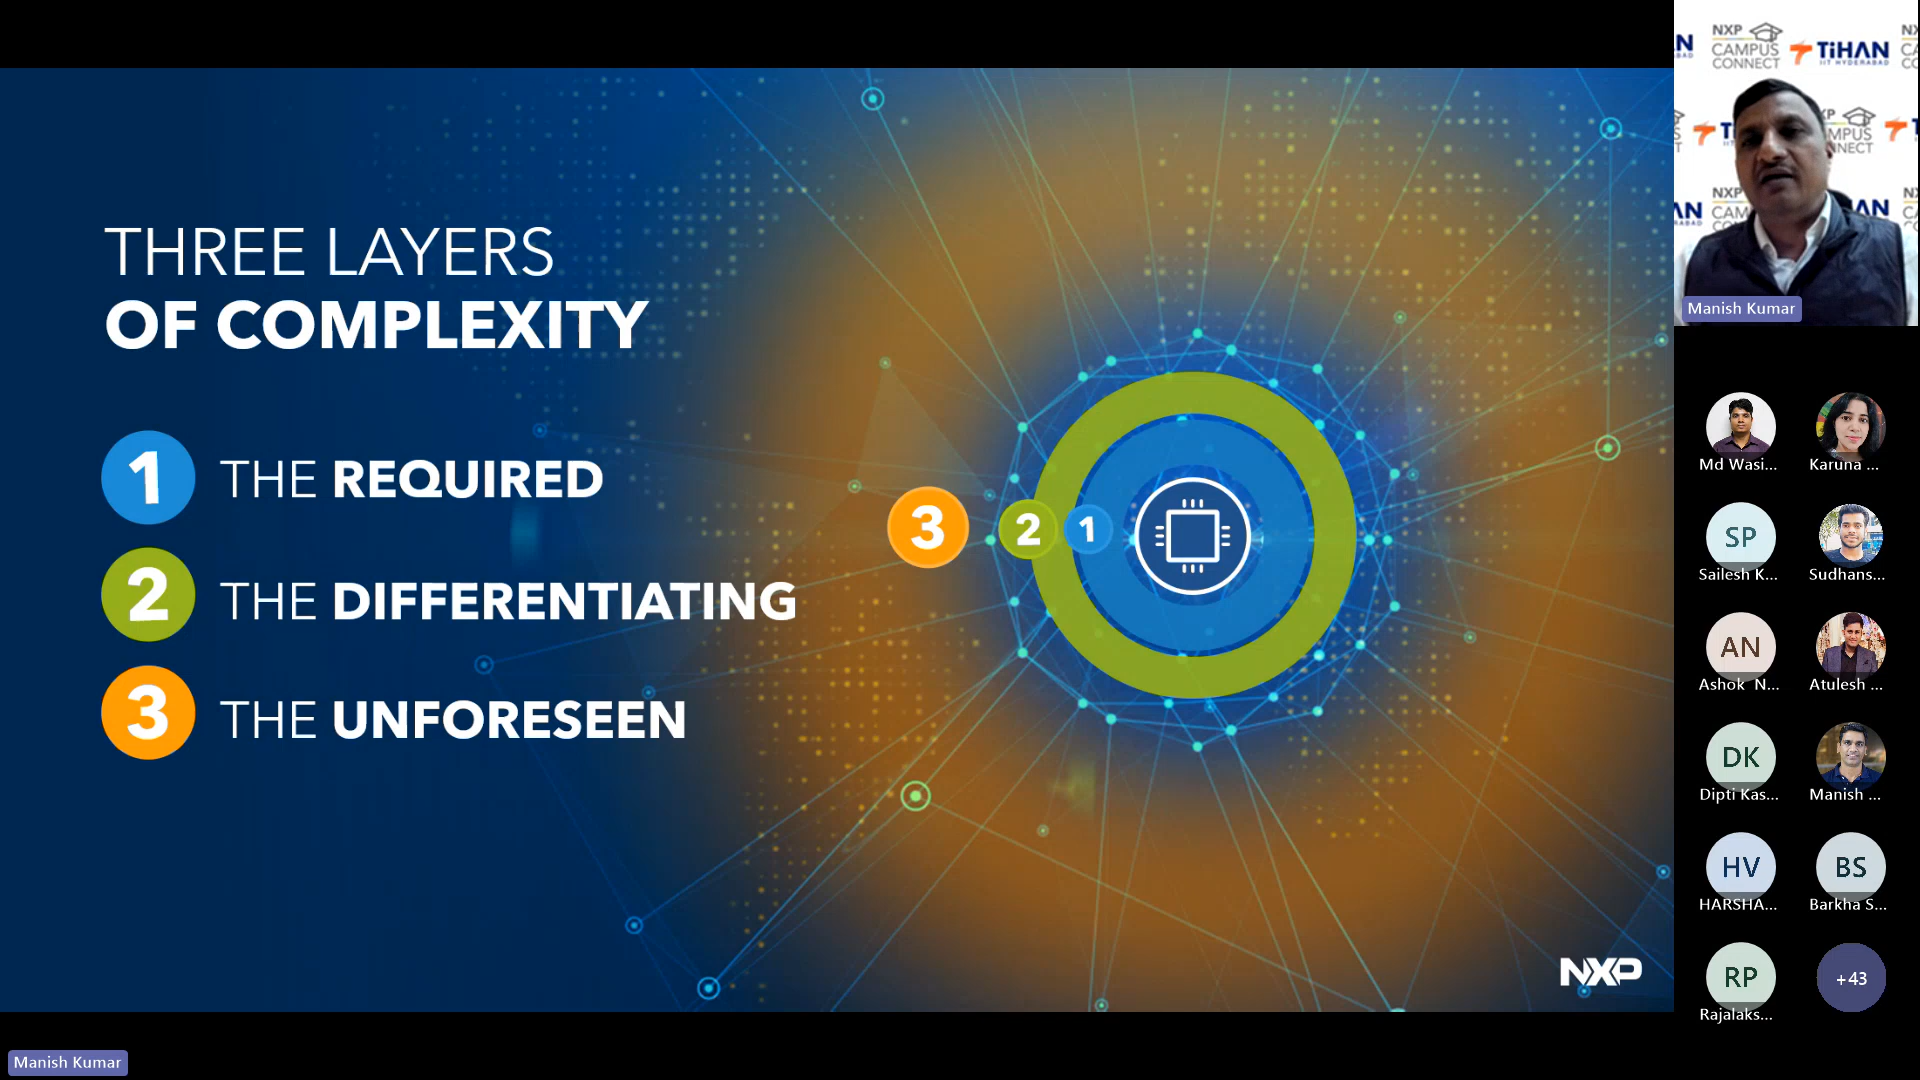 THREE LAYERS
OF COMPLEXITY
1 THE REQUIRED
2 THE DIFFERENTIATING
3 THE UNFORESEEN
3 2 1
NXP
Manish Kumar
NXP
CAMPUS
CONNECT
TiHAN
IIT HYDERABAD
Manish Kumar
Md Wasi...
Karuna ...
SP
Sailesh K...
Sudhans...
AN
Ashok N...
Atulesh ...
DK
Dipti Kas...
Manish ...
HV
HARSHA...
BS
Barkha S...
RP
Rajalaks...
+43